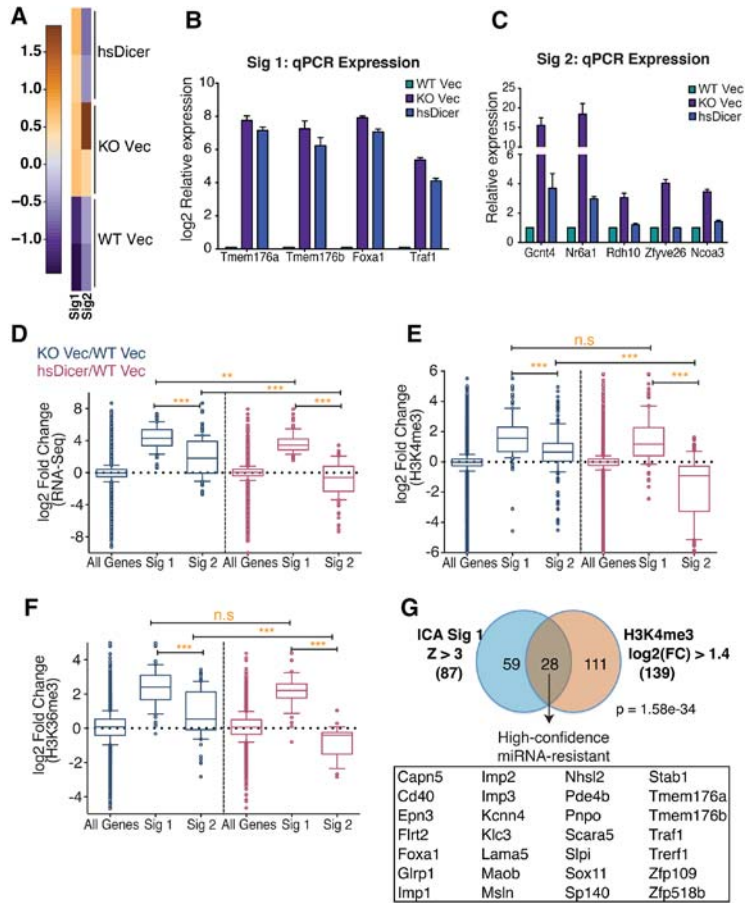 A
1.5
1.0
0.5
0.0
−0.5
−1.0
hsDicer
KO Vec
WT Vec
Sig1
Sig2
B
Sig 1: qPCR Expression
WT Vec
KO Vec
hsDicer
log2 Relative expression
10
8
6
4
2
0
Tmem176a Tmem176b Foxa1 Traf1
C
Sig 2: qPCR Expression
WT Vec
KO Vec
hsDicer
Relative expression
25
20
15
10
6
4
2
0
Gcnt4 Nr6a1 Rdh10 Zfyve26 Ncoa3
D
KO Vec/WT Vec
hsDicer/WT Vec
**
***
***
***
log2 Fold Change
(RNA-Seq)
8
4
0
-4
-8
All Genes Sig 1 Sig 2 All Genes Sig 1 Sig 2
E
n.s
***
***
***
log2 Fold Change
(H3K4me3)
6
4
2
0
-2
-4
-6
All Genes Sig 1 Sig 2 All Genes Sig 1 Sig 2
F
n.s
***
***
***
log2 Fold Change
(H3K36me3)
4
2
0
-2
-4
All Genes Sig 1 Sig 2 All Genes Sig 1 Sig 2
G
ICA Sig 1
Z > 3
(87)
59 28 111
H3K4me3
log2(FC) > 1.4
(139)
p = 1.58e-34
High-confidence
miRNA-resistant
Capn5 Imp2 Nhsl2 Stab1
Cd40 Imp3 Pde4b Tmem176a
Epn3 Kcnn4 Pnpo Tmem176b
Flrt2 Klc3 Scara5 Traf1
Foxa1 Lama5 Slpi Trerf1
Glrp1 Maob Sox11 Zfp109
Imp1 Msln Sp140 Zfp518b